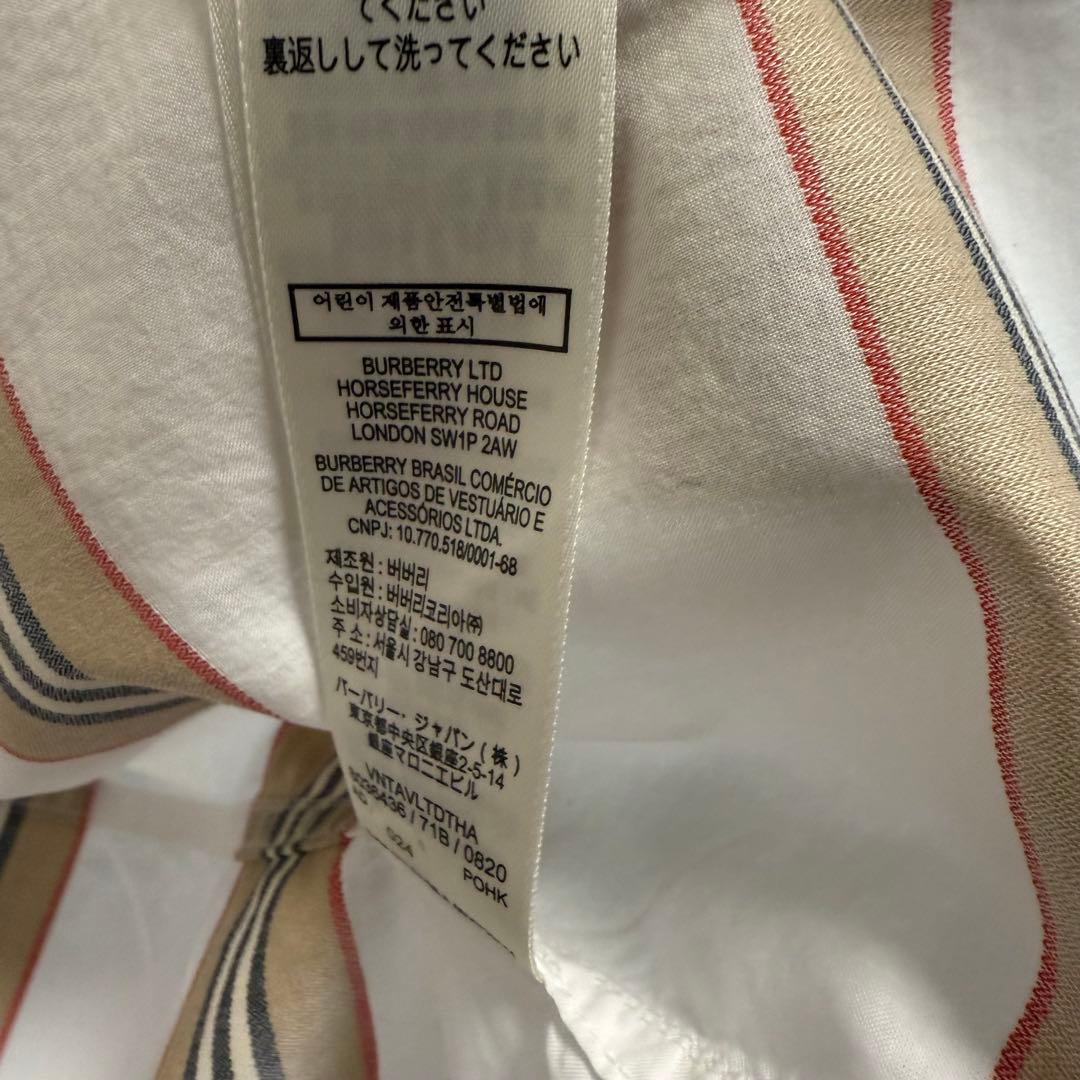 てください
裏返しして洗ってください
어린이 제품안전특별법에
의한 표시
BURBERRY LTD
HORSEFERRY HOUSE
HORSEFERRY ROAD
LONDON SW1P 2AW
BURBERRY BRASIL COMÉRCIO
DE ARTIGOS DE VESTUÁRIO E
ACESSÓRIOS LTDA.
CNPJ: 10.770.518/0001-68
제조원 : 버버리
수입원 : 버버리코리아㈜
소비자상담실 : 080 700 8800
주 소 : 서울시 강남구 도산대로
459번지
バーバリー・ジャパン(株)
東京都中央区銀座2-5-14
銀座マロニエビル
VNTAVLTDTHA
8036436 / 71B / 0820
POHK